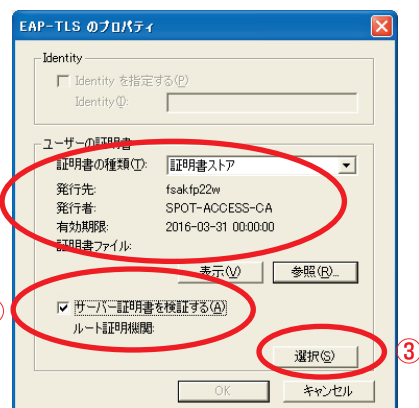 EAP-TLS のプロパティ
Identity
Identity を指定する(P)
Identity(I):
ユーザーの証明書
証明書の種類(T): 証明書ストア
発行先: fsakfp22w
発行者: SPOT-ACCESS-CA
有効期限: 2016-03-31 00:00:00
証明書ファイル:
表示(V) 参照(R)...
サーバー証明書を検証する(A)
ルート証明機関:
選択(S) ③
OK キャンセル